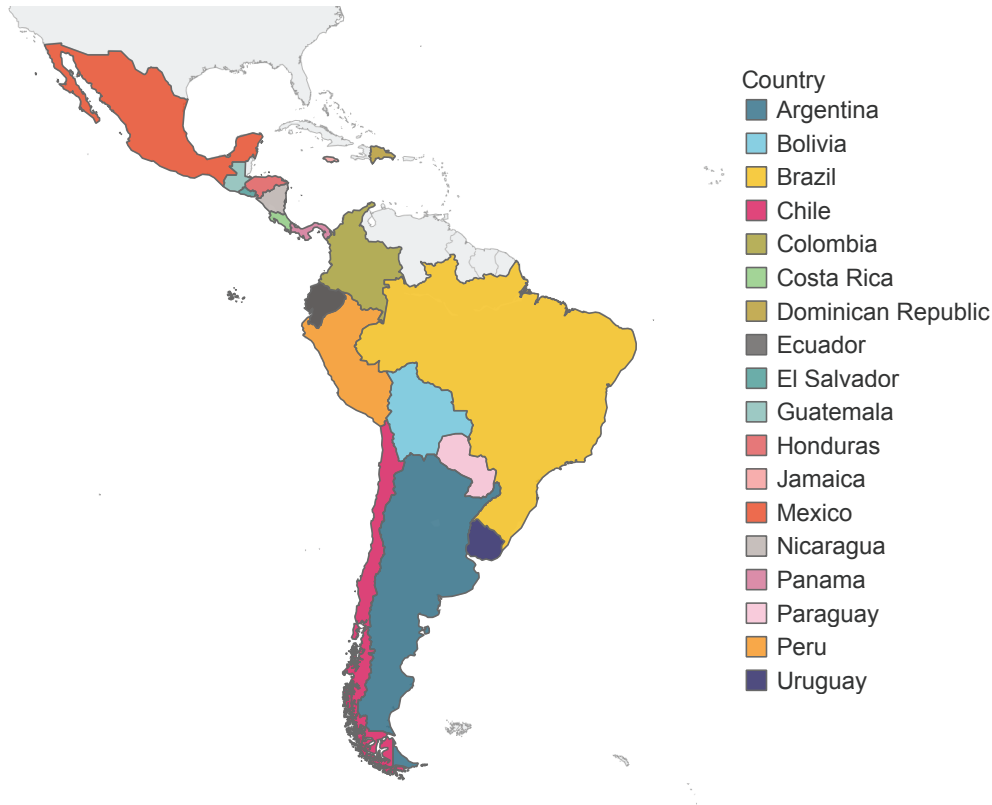 Country
Argentina
Bolivia
Brazil
Chile
Colombia
Costa Rica
Dominican Republic
Ecuador
El Salvador
Guatemala
Honduras
Jamaica
Mexico
Nicaragua
Panama
Paraguay
Peru
Uruguay